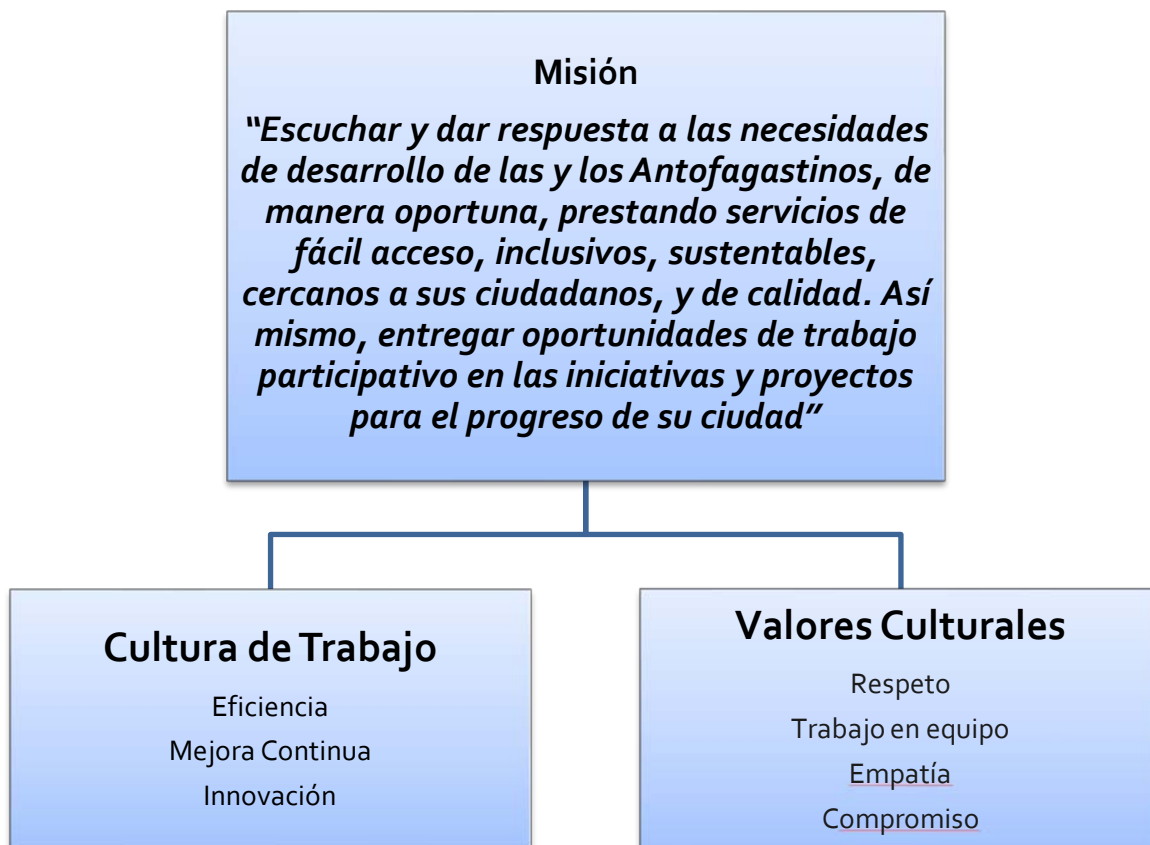 Misión
“Escuchar y dar respuesta a las necesidades
de desarrollo de las y los Antofagastinos, de
manera oportuna, prestando servicios de
fácil acceso, inclusivos, sustentables,
cercanos a sus ciudadanos, y de calidad. Así
mismo, entregar oportunidades de trabajo
participativo en las iniciativas y proyectos
para el progreso de su ciudad”
Cultura de Trabajo
Eficiencia
Mejora Continua
Innovación
Valores Culturales
Respeto
Trabajo en equipo
Empatía
Compromiso